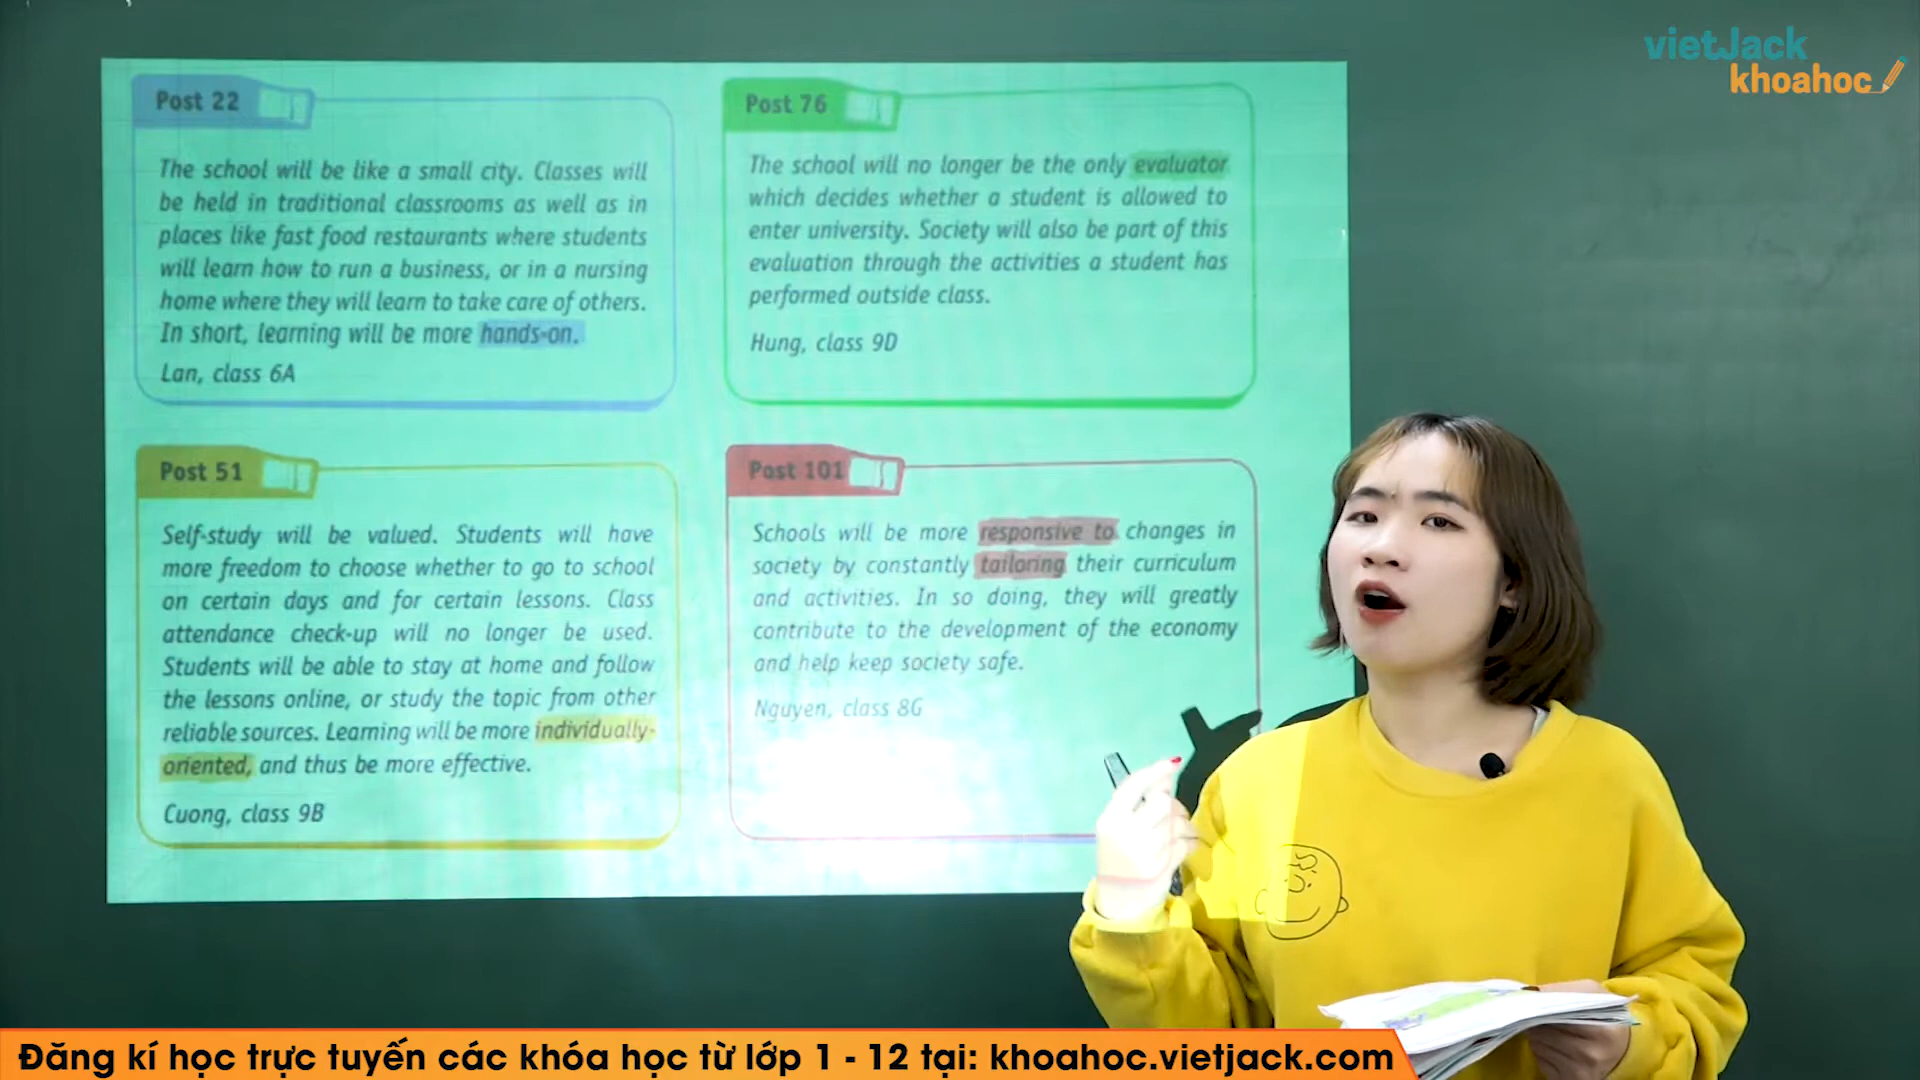 vietJack
khoahoc
Post 22
The school will be like a small city. Classes will
be held in traditional classrooms as well as in
places like fast food restaurants where students
will learn how to run a business, or in a nursing
home where they will learn to take care of others.
In short, learning will be more hands-on.
Lan, class 6A
Post 76
The school will no longer be the only evaluator
which decides whether a student is allowed to
enter university. Society will also be part of this
evaluation through the activities a student has
performed outside class.
Hung, class 9D
Post 51
Self-study will be valued. Students will have
more freedom to choose whether to go to school
on certain days and for certain lessons. Class
attendance check-up will no longer be used.
Students will be able to stay at home and follow
the lessons online, or study the topic from other
reliable sources. Learning will be more individually-
oriented, and thus be more effective.
Cuong, class 9B
Post 101
Schools will be more responsive to changes in
society by constantly tailoring their curriculum
and activities. In so doing, they will greatly
contribute to the development of the economy
and help keep society safe.
Nguyen, class 8G
Đăng kí học trực tuyến các khóa học từ lớp 1 - 12 tại: khoahoc.vietjack.com